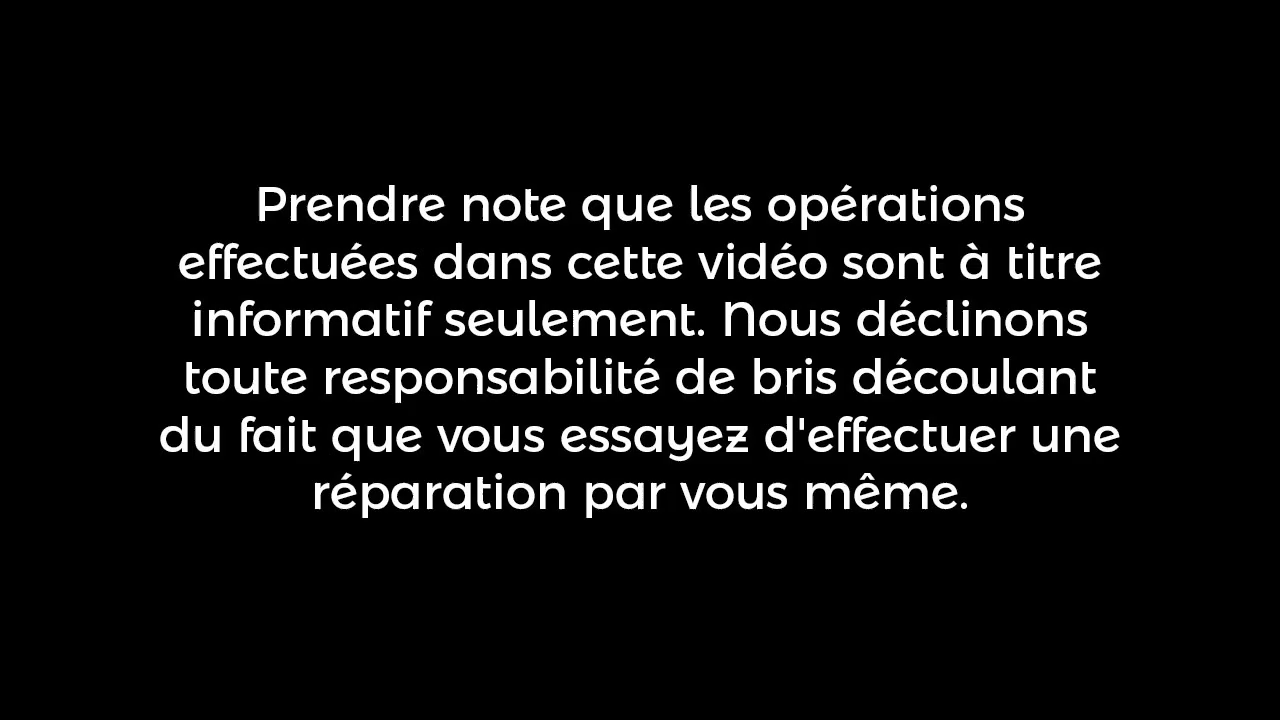 Prendre note que les opérations
effectuées dans cette vidéo sont à titre
informatif seulement. Nous déclinons
toute responsabilité de bris découlant
du fait que vous essayez d'effectuer une
réparation par vous même.